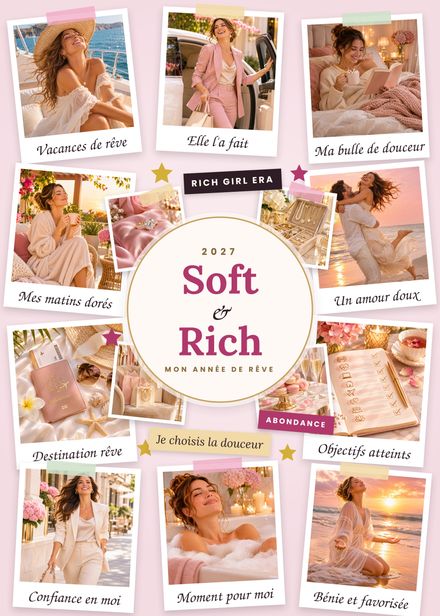 Vacances de rêve
Elle l'a fait
Ma bulle de douceur
RICH GIRL ERA
Mes matins dorés
Un amour doux
2027
Soft
&
Rich
MON ANNÉE DE RÊVE
ABONDANCE
Je choisis la douceur
Destination rêve
Objectifs atteints
Confiance en moi
Moment pour moi
Bénie et favorisée